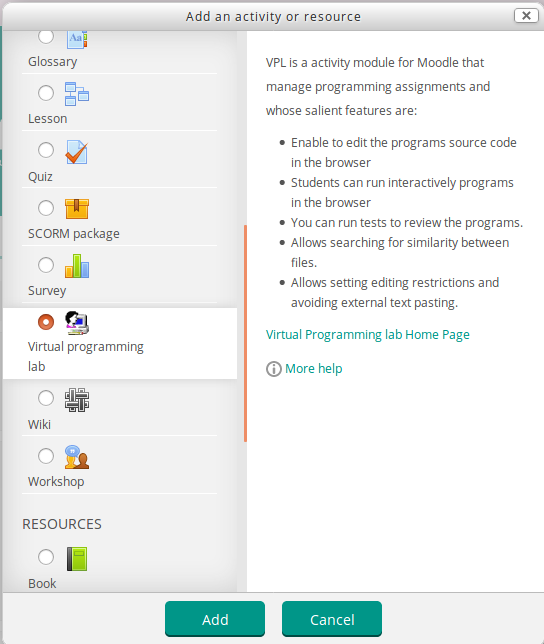 Add an activity or resource
Glossary
Lesson
Quiz
SCORM package
Survey
Virtual programming
lab
Wiki
Workshop
RESOURCES
Book
VPL is a activity module for Moodle that
manage programming assignments and
whose salient features are:
Enable to edit the programs source code
in the browser
Students can run interactively programs
in the browser
You can run tests to review the programs.
Allows searching for similarity between
files.
Allows setting editing restrictions and
avoiding external text pasting.
Virtual Programming lab Home Page
More help
Add
Cancel